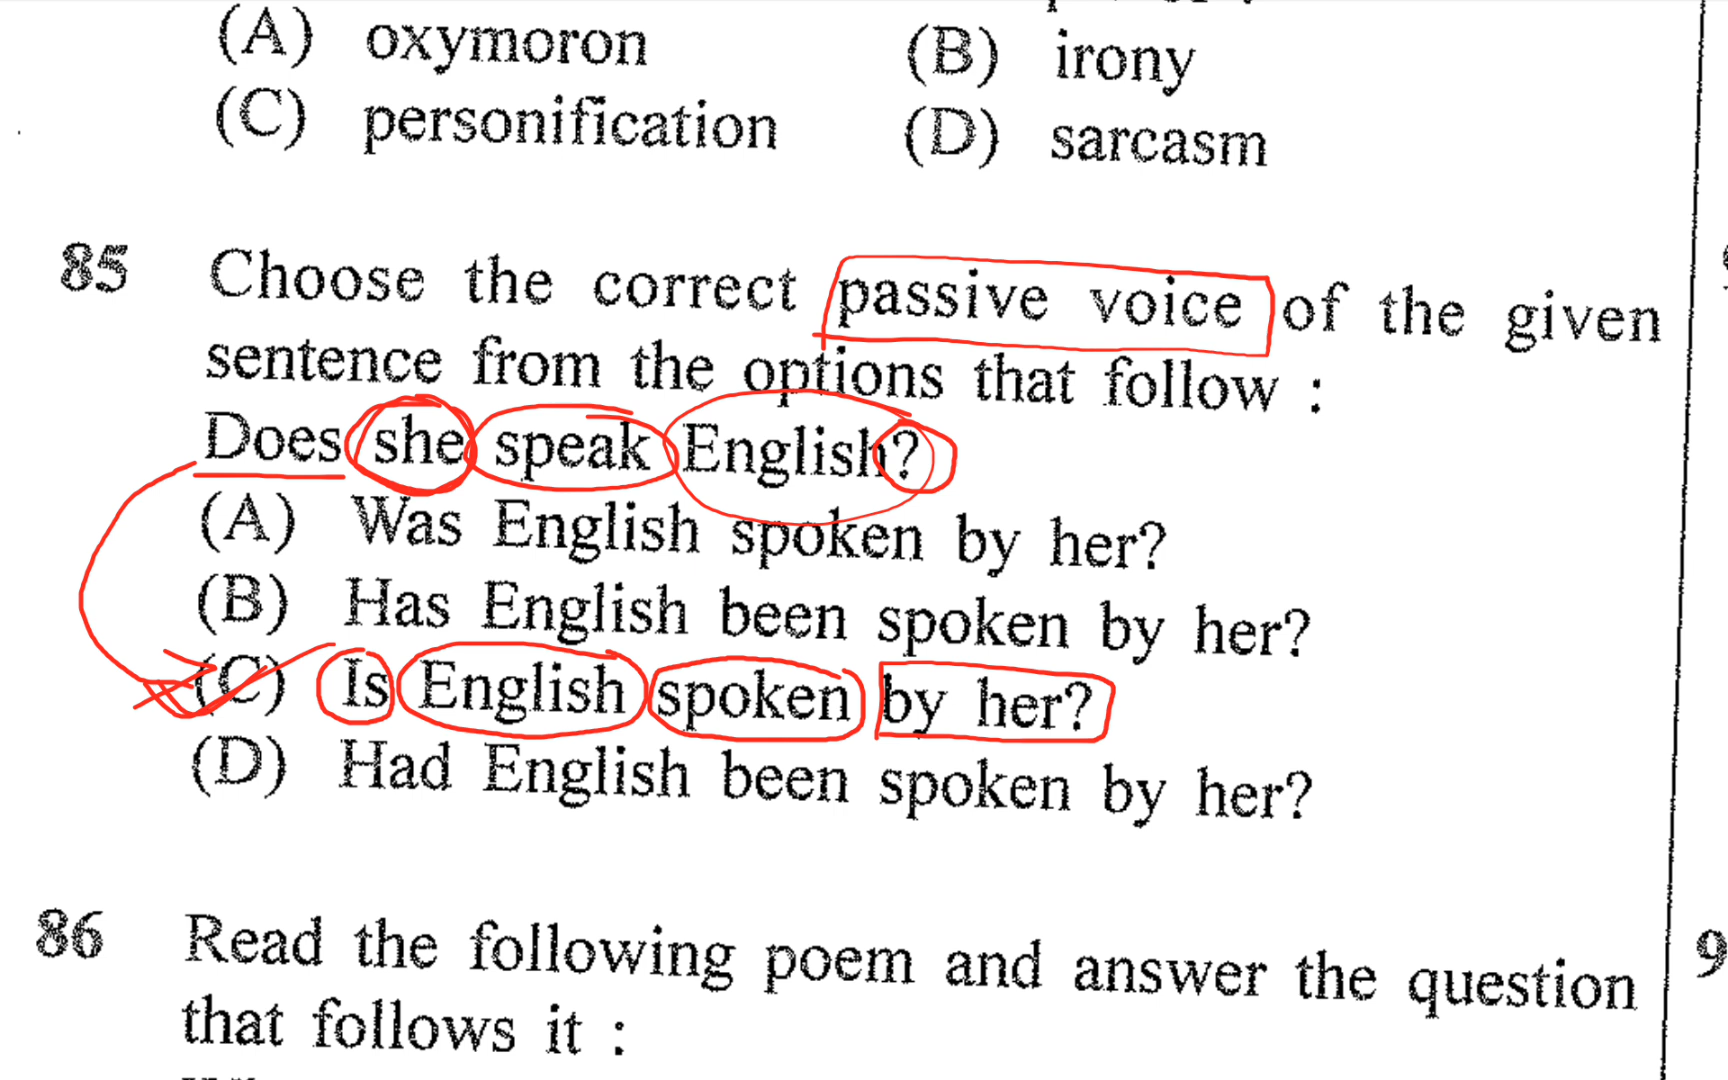 (A) oxymoron (B) irony
(C) personification (D) sarcasm
85 Choose the correct passive voice of the given
sentence from the options that follow :
Does she speak English?
(A) Was English spoken by her?
(B) Has English been spoken by her?
(C) Is English spoken by her?
(D) Had English been spoken by her?
86 Read the following poem and answer the question
that follows it :
9